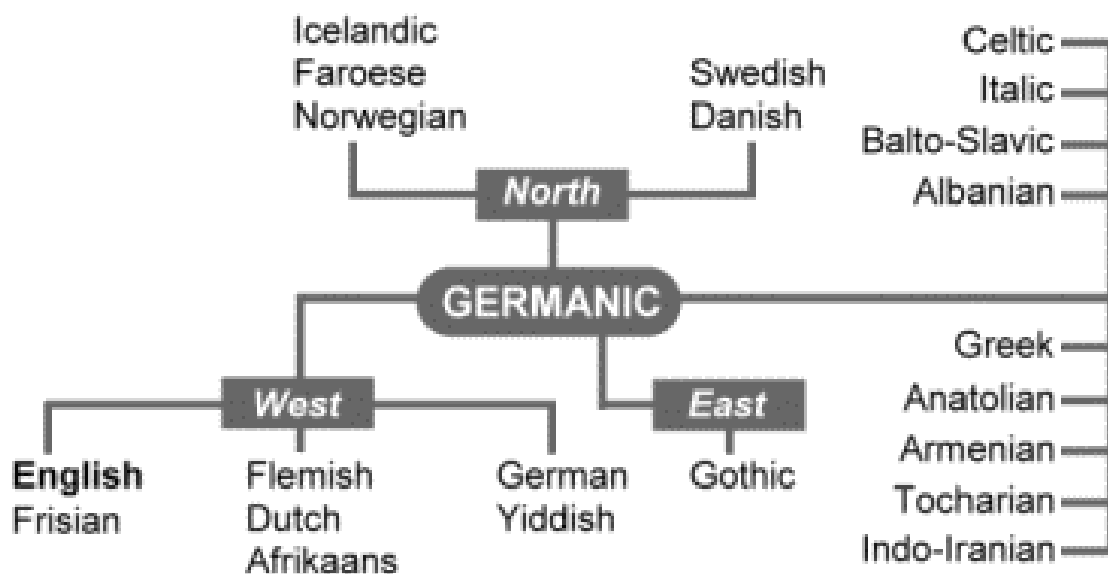 Icelandic
Faroese
Norwegian
Swedish
Danish
North
GERMANIC
West
East
English
Frisian
Flemish
Dutch
Afrikaans
German
Yiddish
Gothic
Celtic
Italic
Balto-Slavic
Albanian
Greek
Anatolian
Armenian
Tocharian
Indo-Iranian